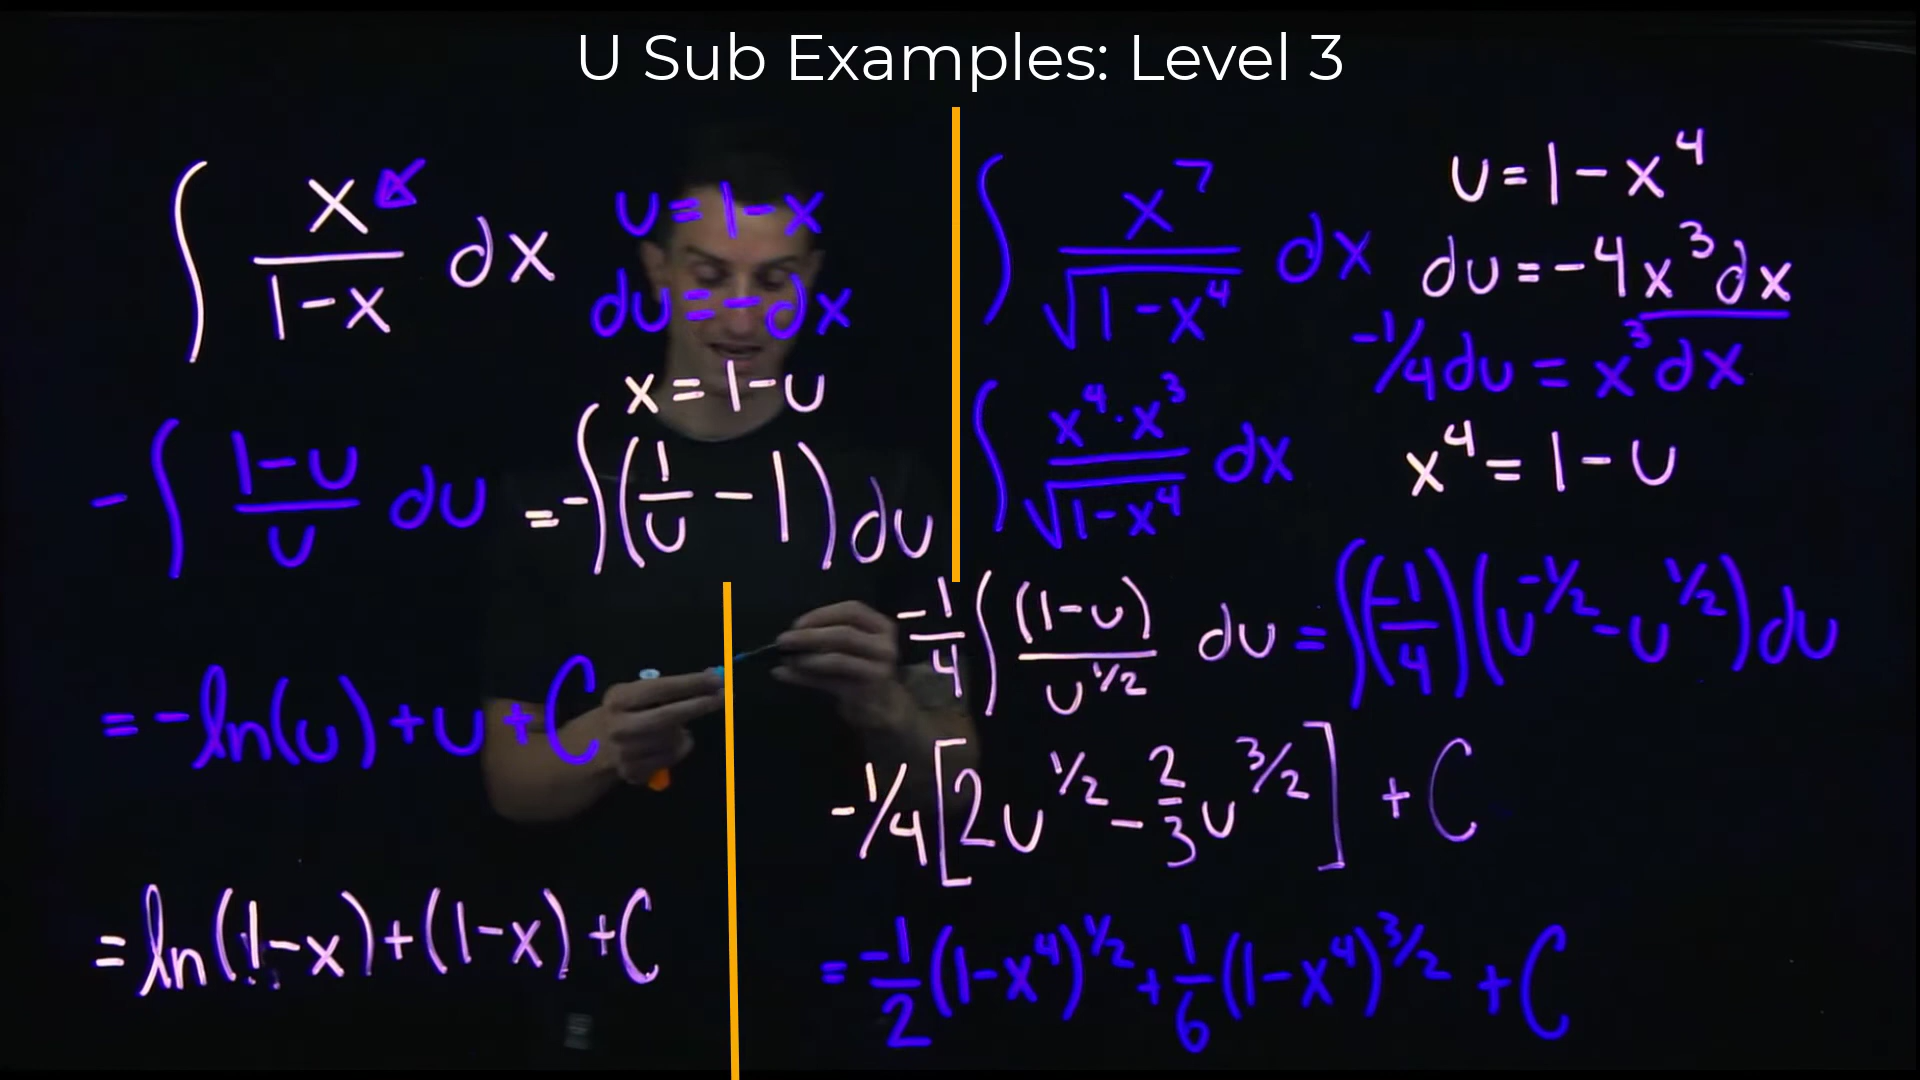 U Sub Examples: Level 3
∫ x/(1-x) dx
u = 1-x
du = -dx
x = 1-u
-∫ (1-u)/u du = -∫(1/u - 1)du
= -ln(u) + u + C
= ln(1-x) + (1-x) + C
∫ x⁷/√(1-x⁴) dx
u = 1-x⁴
du = -4x³dx
-1/4 du = x³dx
x⁴ = 1-u
∫ x⁴·x³/√(1-x⁴) dx
-1/4 ∫ (1-u)/u^(1/2) du = ∫(-1/4)(u^(-1/2) - u^(1/2))du
-1/4[2u^(1/2) - 2/3 u^(3/2)] + C
= -1/2 (1-x⁴)^(1/2) + 1/6 (1-x⁴)^(3/2) + C